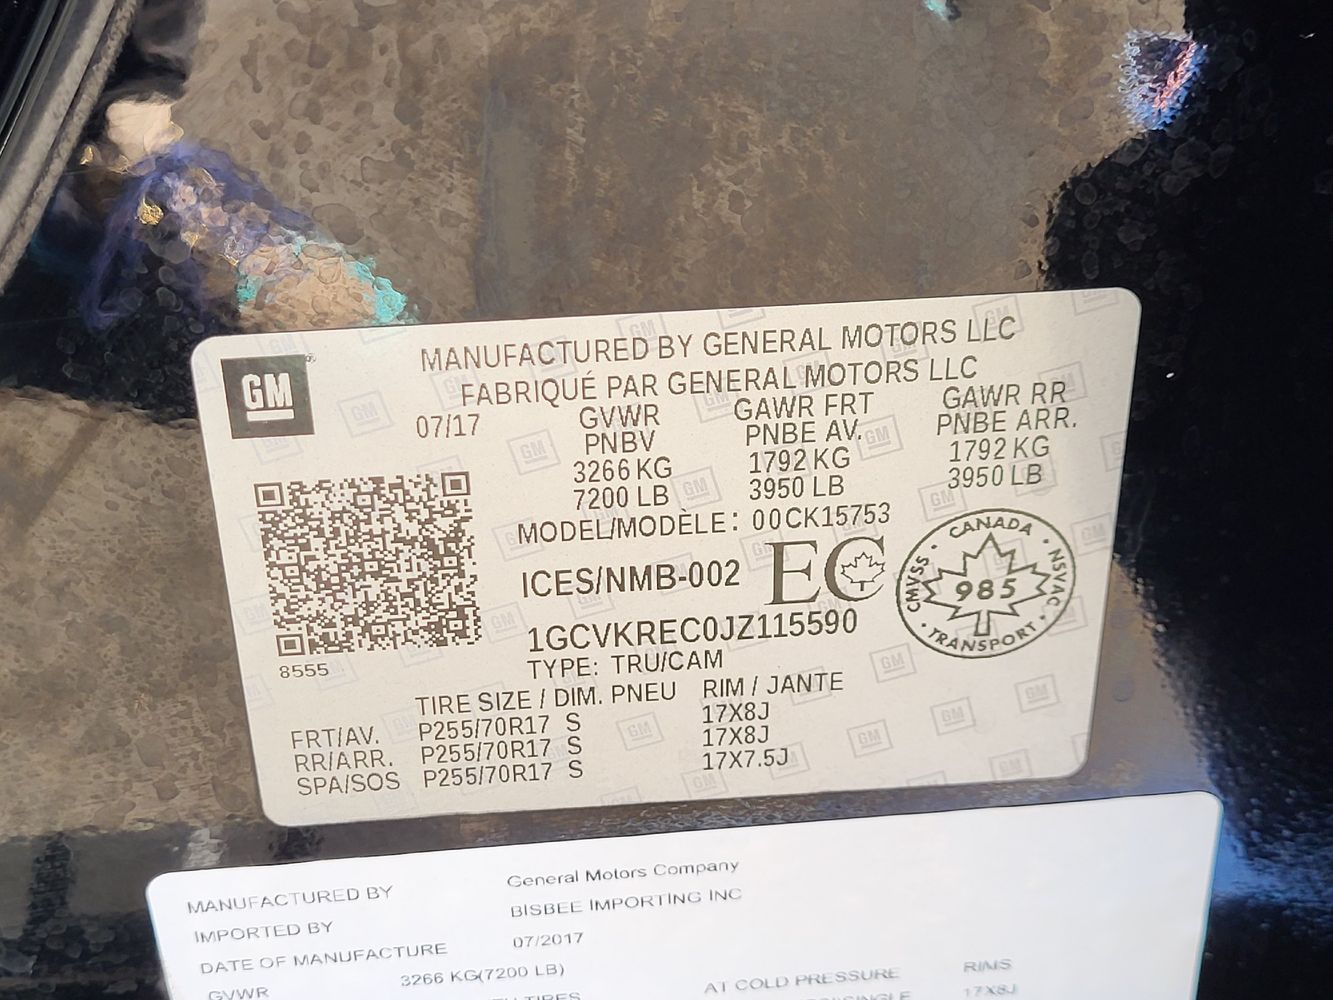 GM
MANUFACTURED BY GENERAL MOTORS LLC
FABRIQUÉ PAR GENERAL MOTORS LLC
07/17 GVWR GAWR FRT GAWR RR
PNBV PNBE AV. PNBE ARR.
3266 KG 1792 KG 1792 KG
7200 LB 3950 LB 3950 LB
MODEL/MODÈLE: 00CK15753
ICES/NMB-002 EC
CANADA
CMVSS · 985 · NSVAC
TRANSPORT
1GCVKREC0JZ115590
8555
TYPE: TRU/CAM
TIRE SIZE / DIM. PNEU RIM / JANTE
FRT/AV. P255/70R17 S 17X8J
RR/ARR. P255/70R17 S 17X8J
SPA/SOS P255/70R17 S 17X7.5J
MANUFACTURED BY General Motors Company
IMPORTED BY BISBEE IMPORTING INC
DATE OF MANUFACTURE 07/2017
GVWR 3266 KG(7200 LB)
TIRES AT COLD PRESSURE RIMS
17X8J